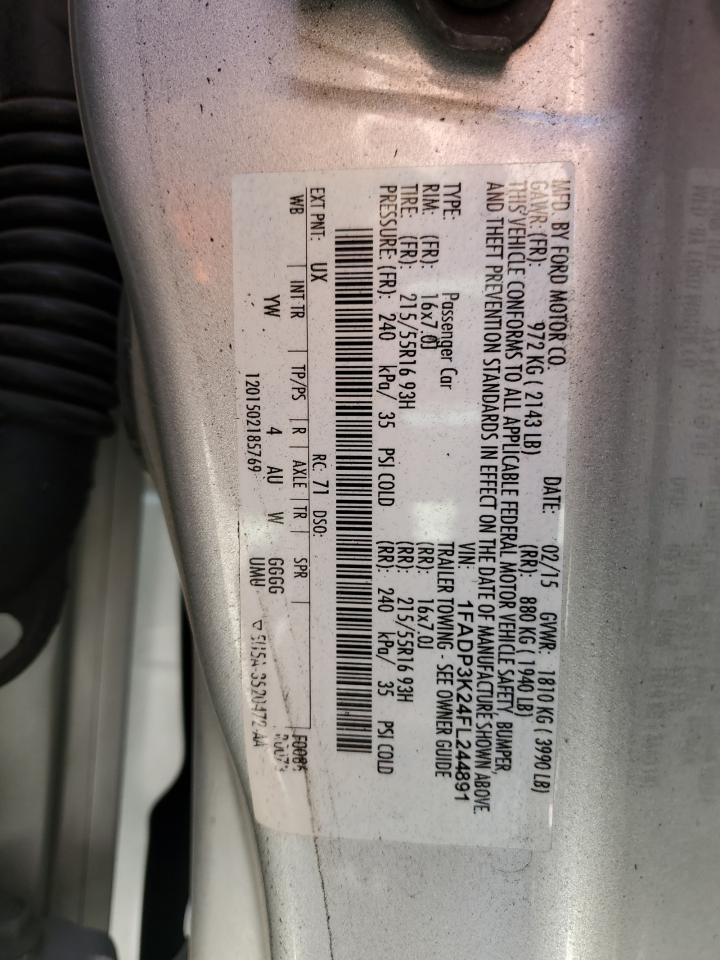 MFD. BY FORD MOTOR CO. DATE: 02/15 GVWR: 1810 KG ( 3990 LB)
GAWR: (FR): 972 KG ( 2143 LB) (RR): 880 KG ( 1940 LB)
THIS VEHICLE CONFORMS TO ALL APPLICABLE FEDERAL MOTOR VEHICLE SAFETY, BUMPER,
AND THEFT PREVENTION STANDARDS IN EFFECT ON THE DATE OF MANUFACTURE SHOWN ABOVE.
VIN: 1FADP3K24FL244891
TYPE: Passenger Car TRAILER TOWING - SEE OWNER GUIDE
RIM: (FR): 16x7.0J (RR): 16x7.0J
TIRE: (FR): 215/55R16 93H (RR): 215/55R16 93H
PRESSURE: (FR): 240 kPa/ 35 PSI COLD (RR): 240 kPa/ 35 PSI COLD
EXT PNT: UX RC: 71 DSO:
WB INT TR TP/PS R AXLE TR SPR
YW 4 AU W GGGG
1201502185769 UMU